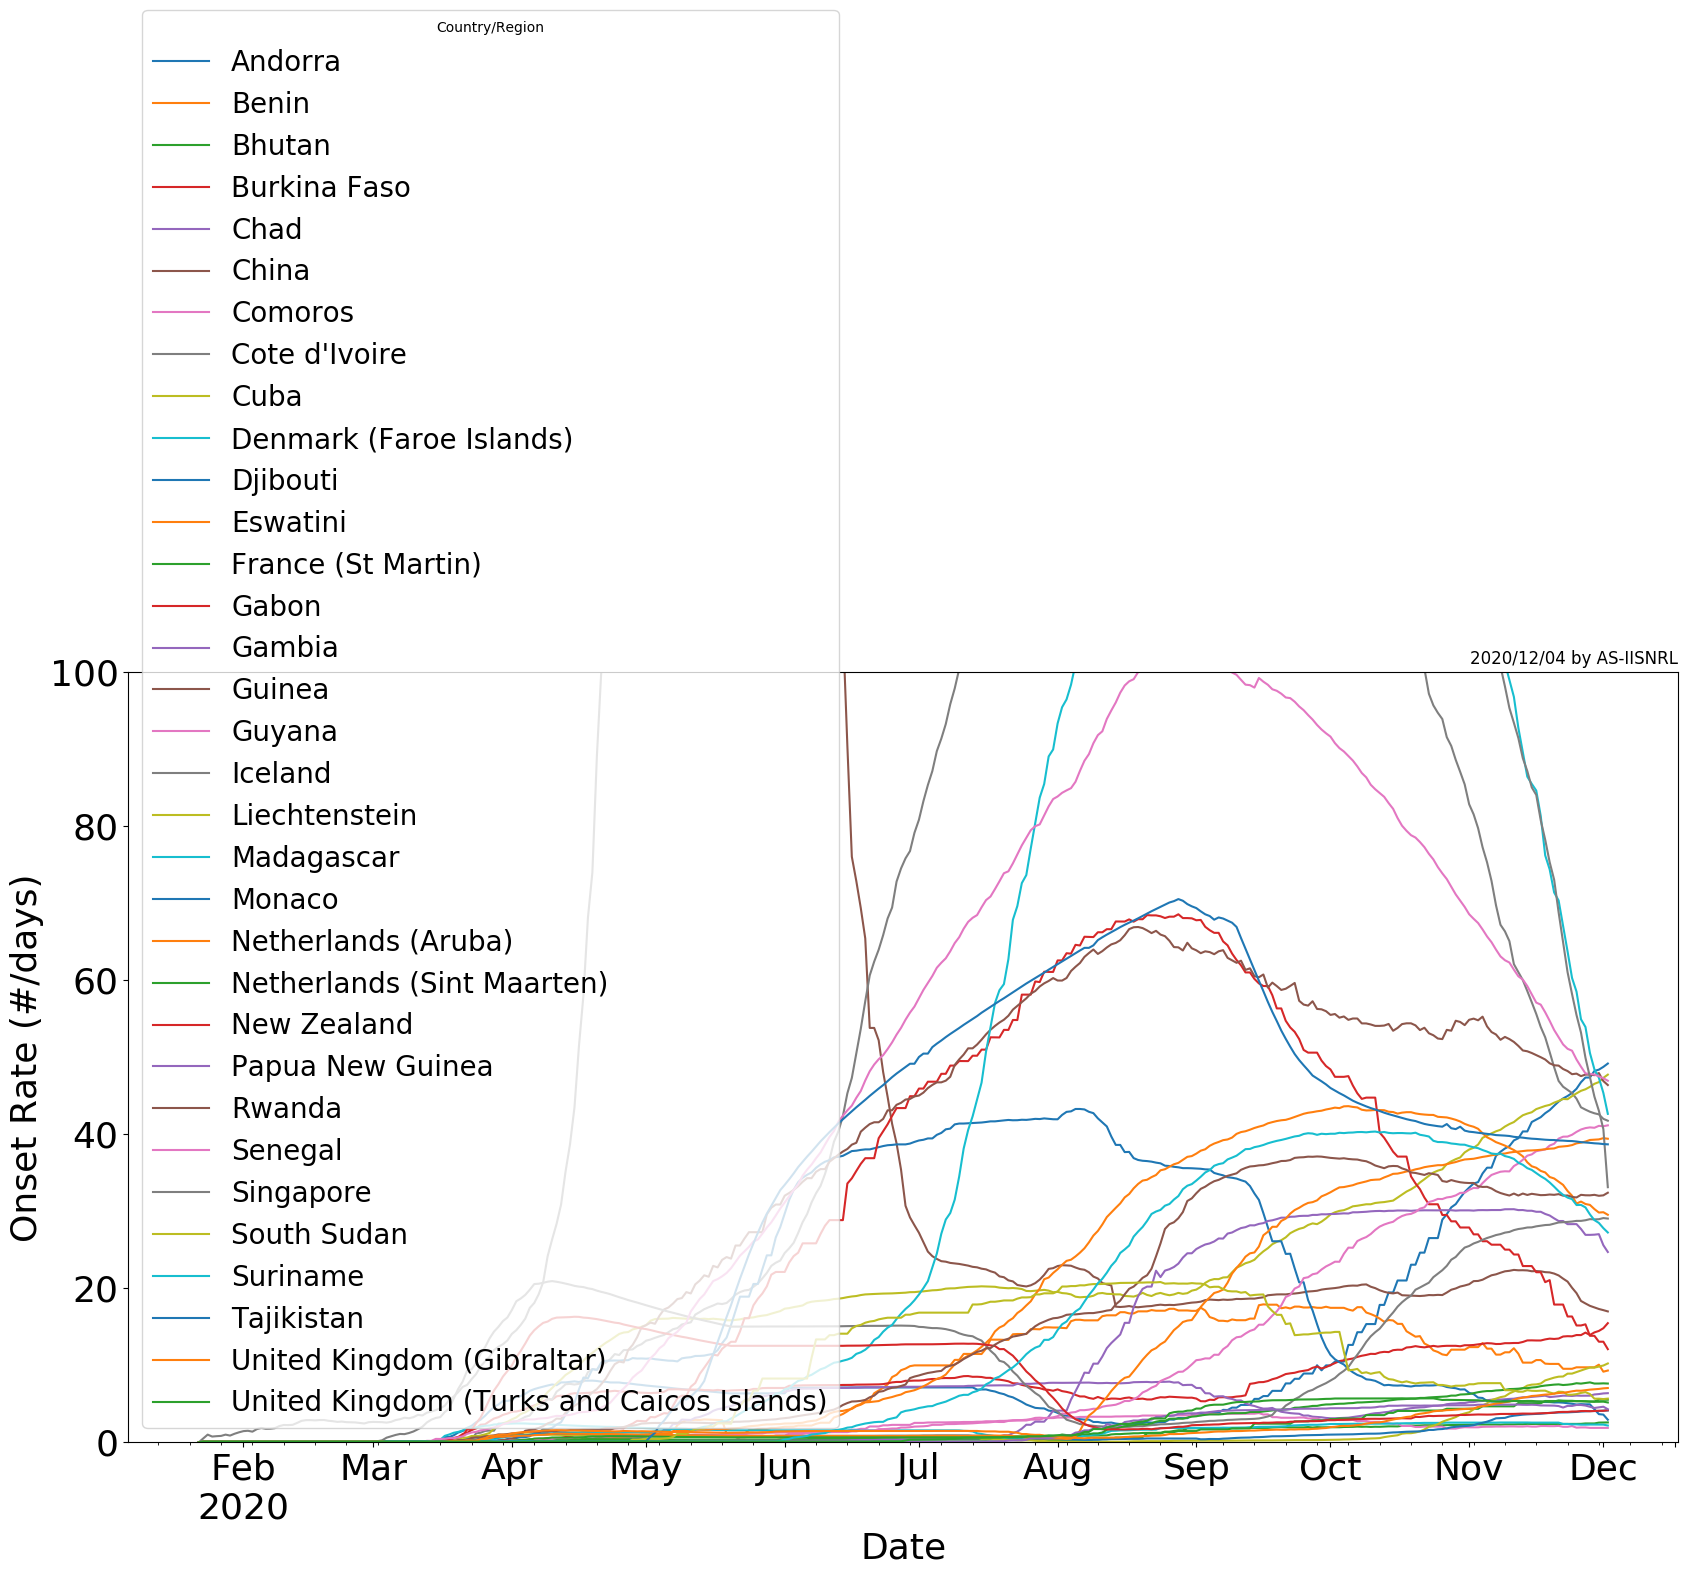 Country/Region
Andorra
Benin
Bhutan
Burkina Faso
Chad
China
Comoros
Cote d'Ivoire
Cuba
Denmark (Faroe Islands)
Djibouti
Eswatini
France (St Martin)
Gabon
Gambia
Guinea
Guyana
Iceland
Liechtenstein
Madagascar
Monaco
Netherlands (Aruba)
Netherlands (Sint Maarten)
New Zealand
Papua New Guinea
Rwanda
Senegal
Singapore
South Sudan
Suriname
Tajikistan
United Kingdom (Gibraltar)
United Kingdom (Turks and Caicos Islands)
2020/12/04 by AS-IISNRL
100
80
60
40
20
0
Onset Rate (#/days)
Feb Mar Apr May Jun Jul Aug Sep Oct Nov Dec
2020
Date